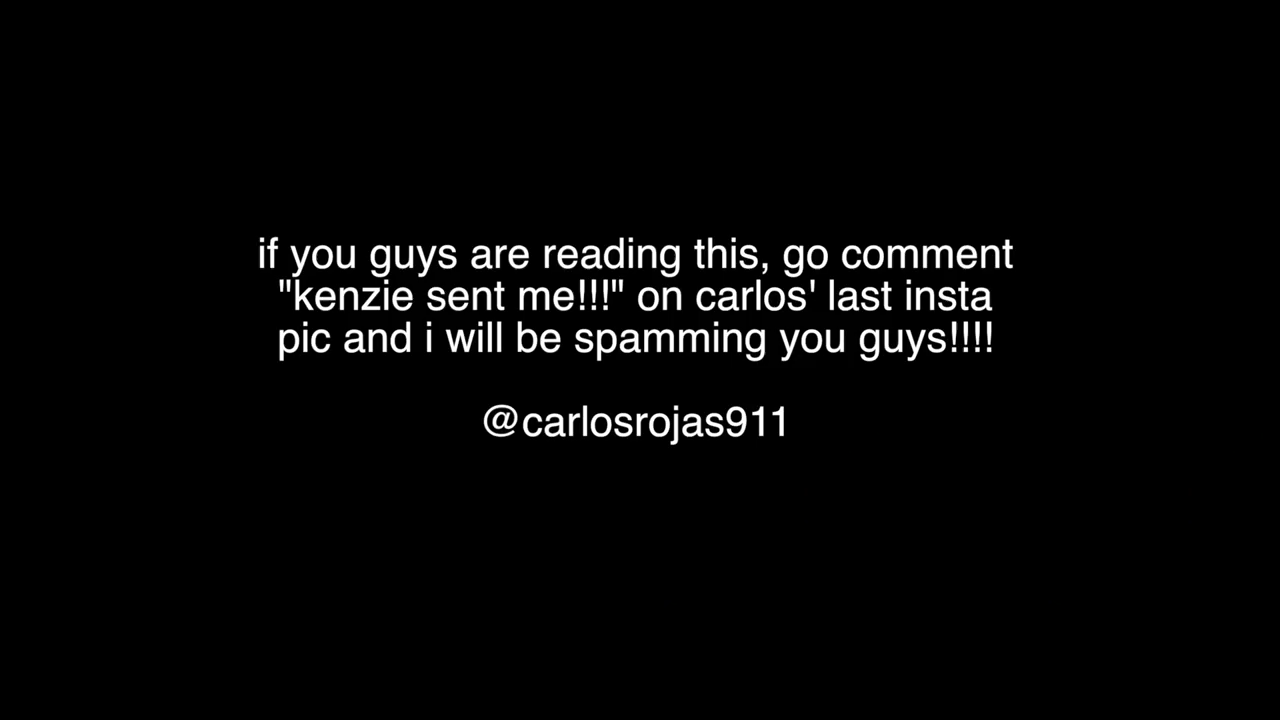 if you guys are reading this, go comment
"kenzie sent me!!!" on carlos' last insta
pic and i will be spamming you guys!!!!
@carlosrojas911